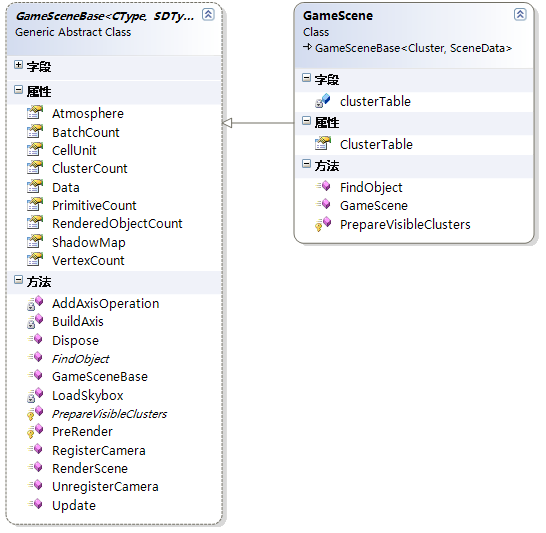 GameSceneBase<CType, SDTy...
Generic Abstract Class
字段
属性
Atmosphere
BatchCount
CellUnit
ClusterCount
Data
PrimitiveCount
RenderedObjectCount
ShadowMap
VertexCount
方法
AddAxisOperation
BuildAxis
Dispose
FindObject
GameSceneBase
LoadSkybox
PrepareVisibleClusters
PreRender
RegisterCamera
RenderScene
UnregisterCamera
Update
GameScene
Class
GameSceneBase<Cluster, SceneData>
字段
clusterTable
属性
ClusterTable
方法
FindObject
GameScene
PrepareVisibleClusters